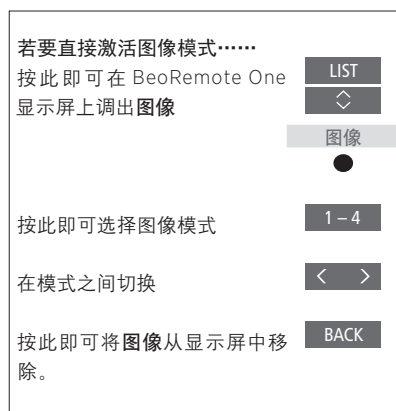 若要直接激活图像模式……
按此即可在 BeoRemote One LIST
显示屏上调出图像
图像
按此即可选择图像模式 1 – 4
在模式之间切换
按此即可将图像从显示屏中移 BACK
除。